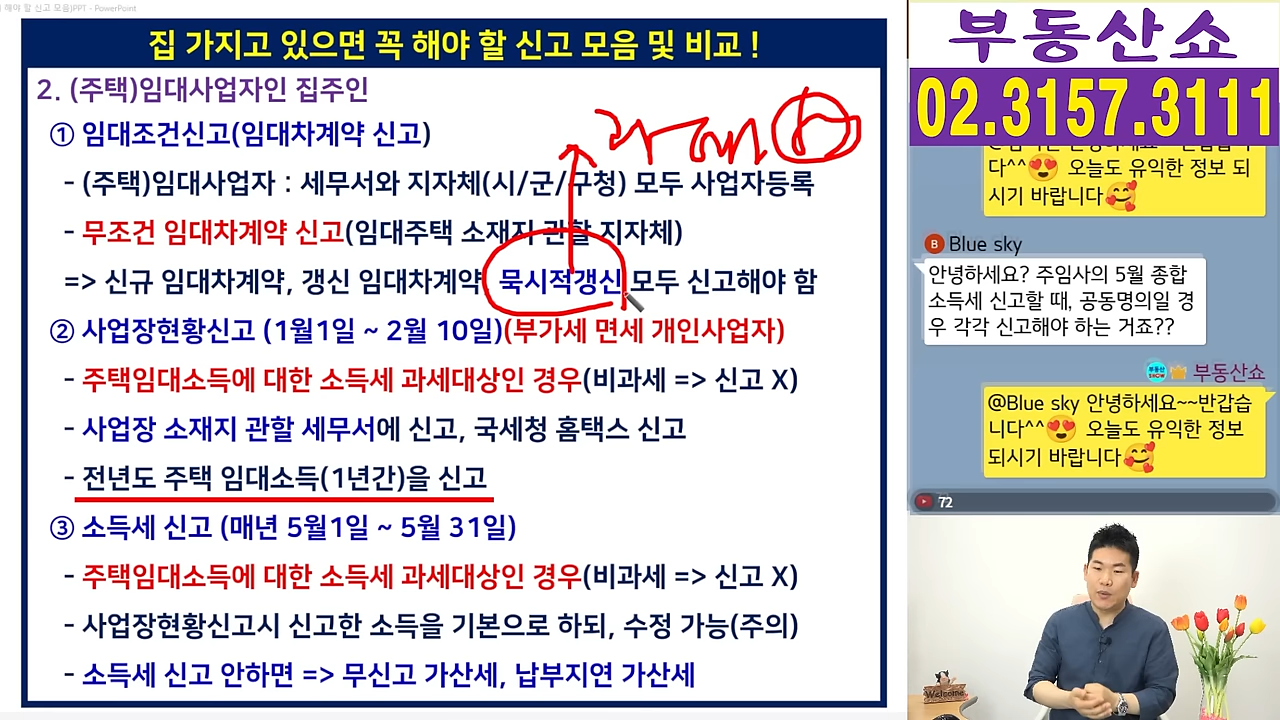 해야 할 신고 모음)PPT - PowerPoint
집 가지고 있으면 꼭 해야 할 신고 모음 및 비교 !
2. (주택)임대사업자인 집주인
① 임대조건신고(임대차계약 신고)
- (주택)임대사업자 : 세무서와 지자체(시/군/구청) 모두 사업자등록
- 무조건 임대차계약 신고(임대주택 소재지 관할 지자체)
=> 신규 임대차계약, 갱신 임대차계약, 묵시적갱신 모두 신고해야 함
② 사업장현황신고 (1월1일 ~ 2월 10일)(부가세 면세 개인사업자)
- 주택임대소득에 대한 소득세 과세대상인 경우(비과세 => 신고 X)
- 사업장 소재지 관할 세무서에 신고, 국세청 홈택스 신고
- 전년도 주택 임대소득(1년간)을 신고
③ 소득세 신고 (매년 5월1일 ~ 5월 31일)
- 주택임대소득에 대한 소득세 과세대상인 경우(비과세 => 신고 X)
- 사업장현황신고시 신고한 소득을 기본으로 하되, 수정 가능(주의)
- 소득세 신고 안하면 => 무신고 가산세, 납부지연 가산세
부동산쇼
02.3157.3111
다^^😍 오늘도 유익한 정보 되
시기 바랍니다🥰
B Blue sky
안녕하세요? 주임사의 5월 종합
소득세 신고할 때, 공동명의일 경
우 각각 신고해야 하는 거죠??
부동산쇼
@Blue sky 안녕하세요~~반갑습
니다^^😍 오늘도 유익한 정보
되시기 바랍니다🥰
72
Welcome